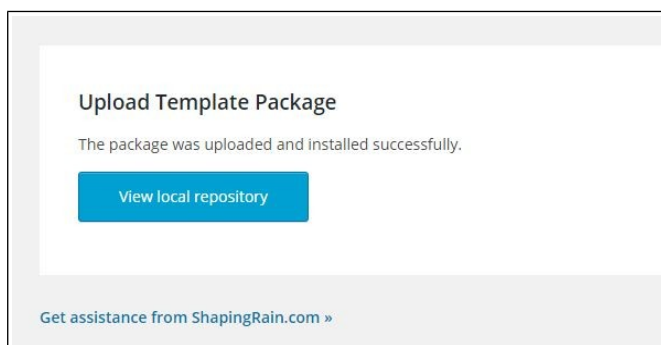 Upload Template Package
The package was uploaded and installed successfully.
View local repository
Get assistance from ShapingRain.com »